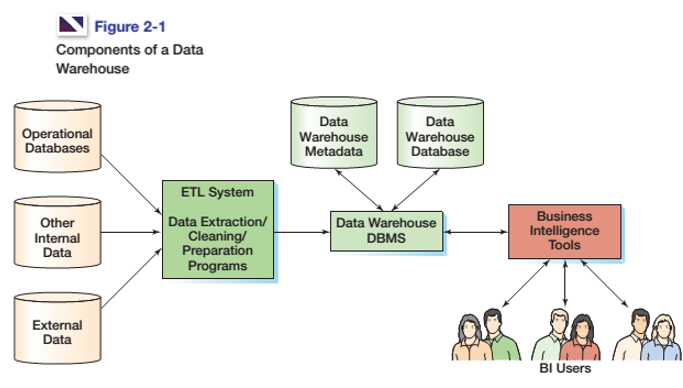 Figure 2-1
Components of a Data
Warehouse
Operational
Databases
Other
Internal
Data
External
Data
ETL System
Data Extraction/
Cleaning/
Preparation
Programs
Data
Warehouse
Metadata
Data
Warehouse
Database
Data Warehouse
DBMS
Business
Intelligence
Tools
BI Users